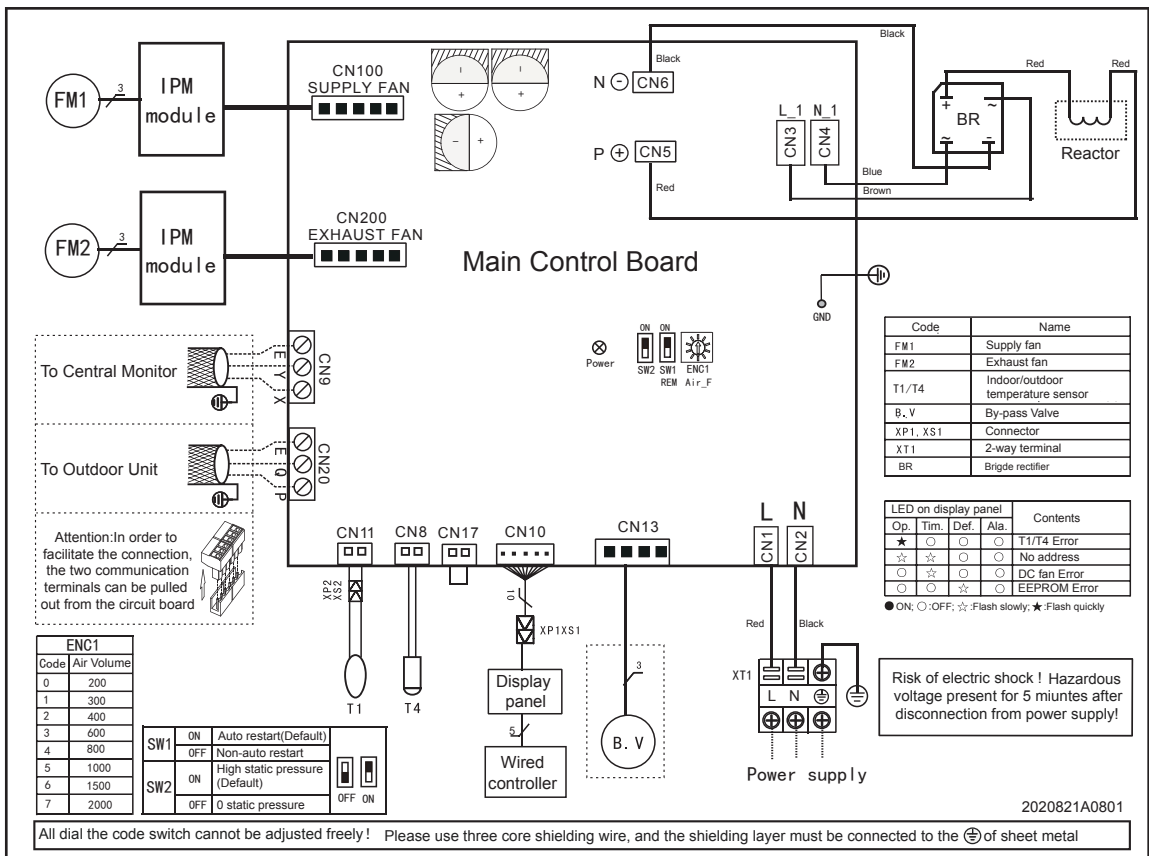 FM1
3
IPM
module
CN100
SUPPLY FAN
N
CN6
Black
Black
Red
Red
BR
Reactor
L_1
N_1
CN3
CN4
P
CN5
Red
Blue
Brown
FM2
3
IPM
module
CN200
EXHAUST FAN
Main Control Board
GND
Power
ON
ON
SW2
SW1
ENC1
REM
Air_F
To Central Monitor
E
Y
X
CN9
To Outdoor Unit
E
Q
P
CN20
Attention:In order to
facilitate the connection,
the two communication
terminals can be pulled
out from the circuit board
Code Name
FM1 Supply fan
FM2 Exhaust fan
T1/T4 Indoor/outdoor
temperature sensor
B.V By-pass Valve
XP1,XS1 Connector
XT1 2-way terminal
BR Brigde rectifier
LED on display panel
Contents
Op. Tim. Def. Ala.
★ ○ ○ ○ T1/T4 Error
☆ ☆ ○ ○ No address
○ ☆ ○ ○ DC fan Error
○ ○ ☆ ○ EEPROM Error
● ON; ○ :OFF; ☆ :Flash slowly; ★ :Flash quickly
CN11
CN8
CN17
CN10
CN13
L
N
CN1
CN2
XP2
XS2
10
XP1XS1
Red
Black
T1
T4
Display
panel
5
Wired
controller
3
B.V
XT1
L N
Power supply
Risk of electric shock ! Hazardous
voltage present for 5 miuntes after
disconnection from power supply!
ENC1
Code Air Volume
0 200
1 300
2 400
3 600
4 800
5 1000
6 1500
7 2000
SW1 ON Auto restart(Default)
OFF Non-auto restart
SW2 ON High static pressure
(Default)
OFF 0 static pressure
OFF ON
2020821A0801
All dial the code switch cannot be adjusted freely! Please use three core shielding wire, and the shielding layer must be connected to the ⏚ of sheet metal